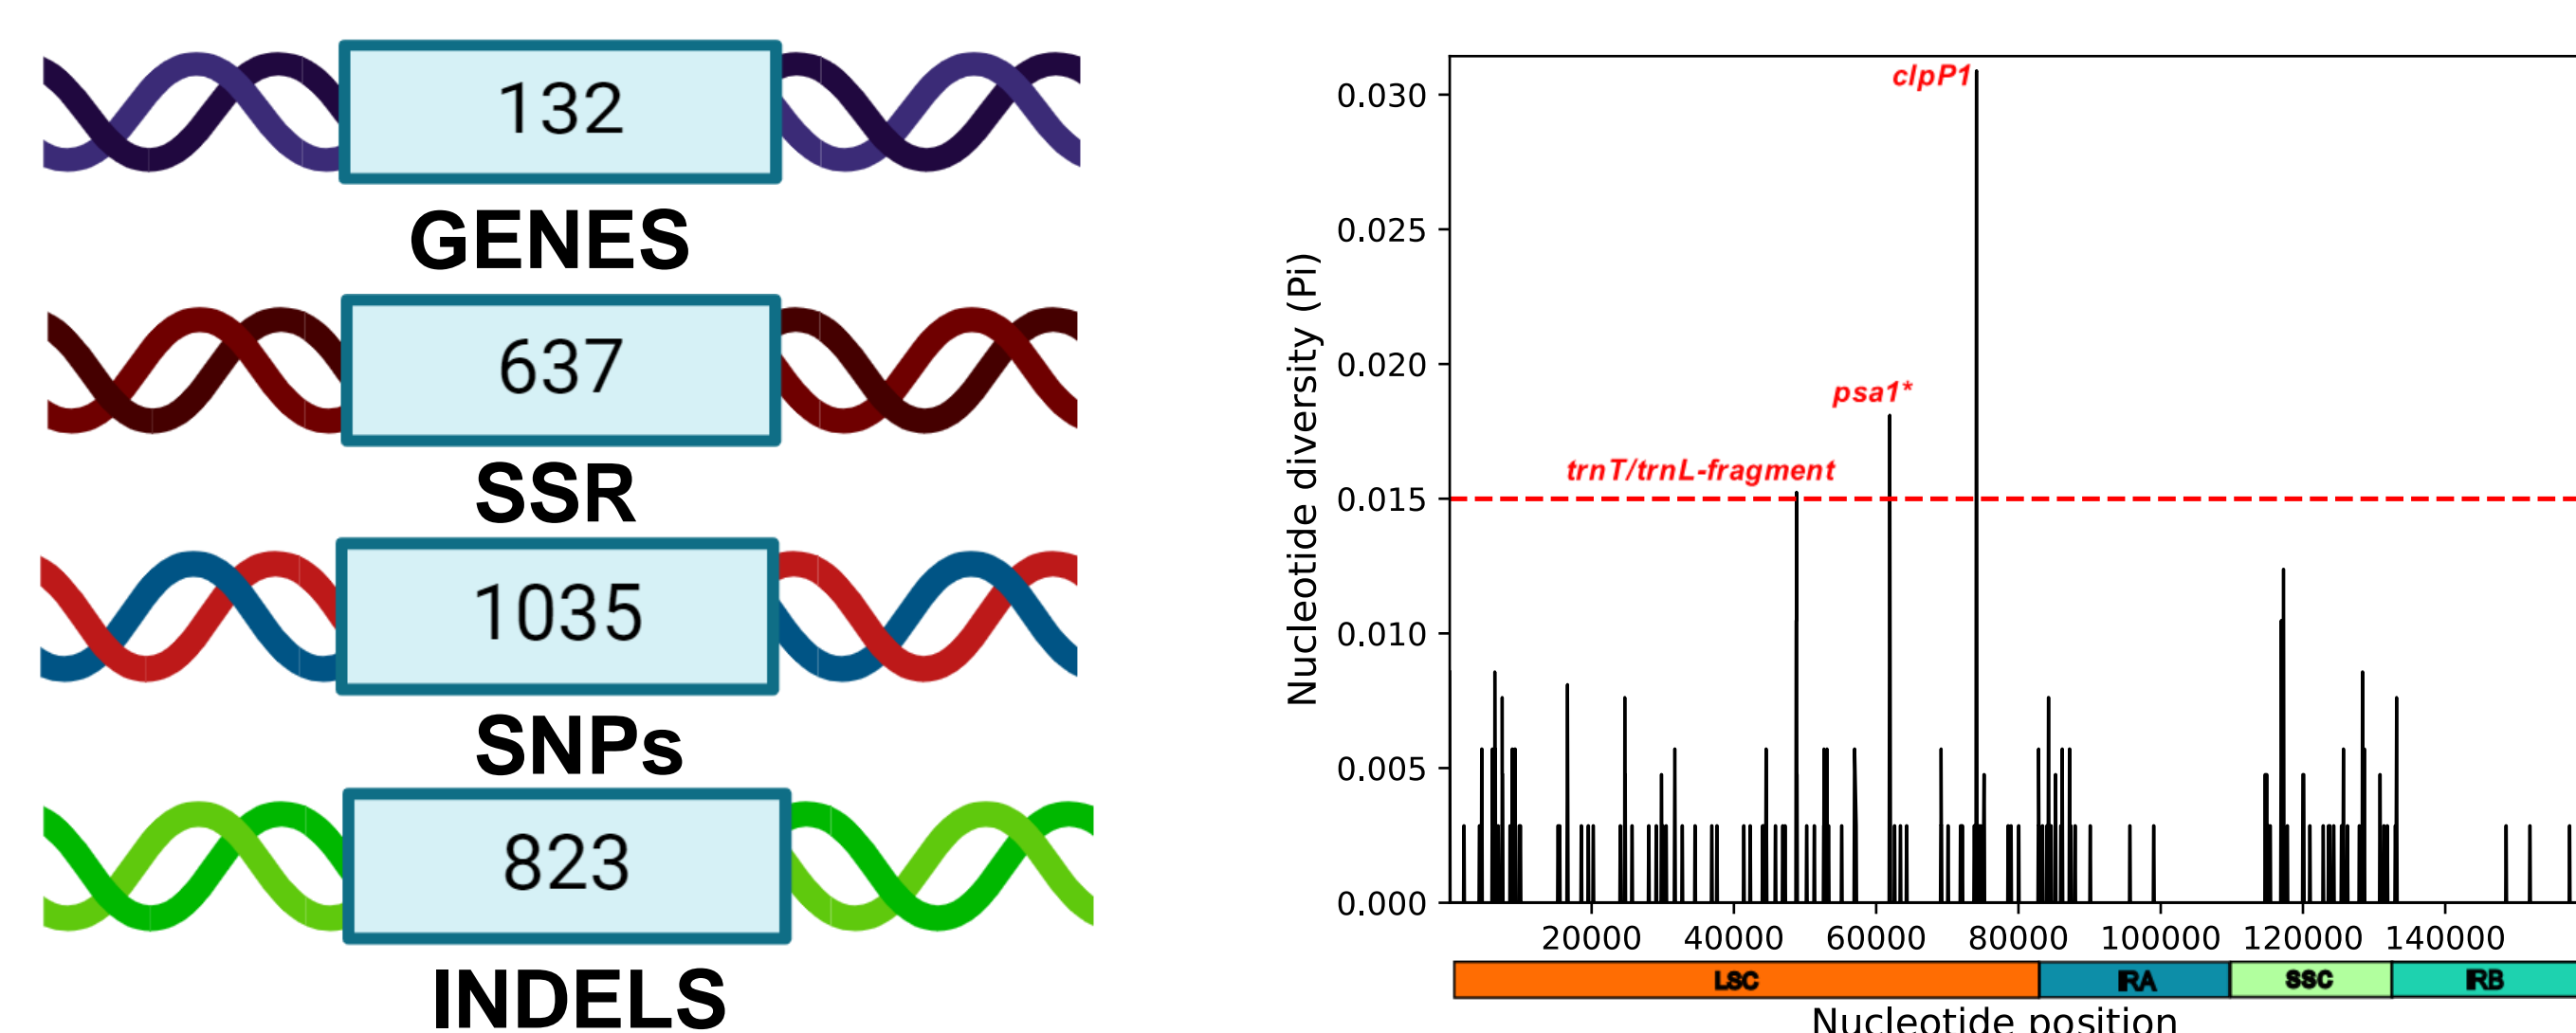 132
GENES
637
SSR
1035
SNPs
823
INDELS
Nucleotide diversity (Pi)
0.030
0.025
0.020
0.015
0.010
0.005
0.000
clpP1
psa1*
trnT/trnL-fragment
20000 40000 60000 80000 100000 120000 140000
LSC IRA SSC IRB
Nucleotide position